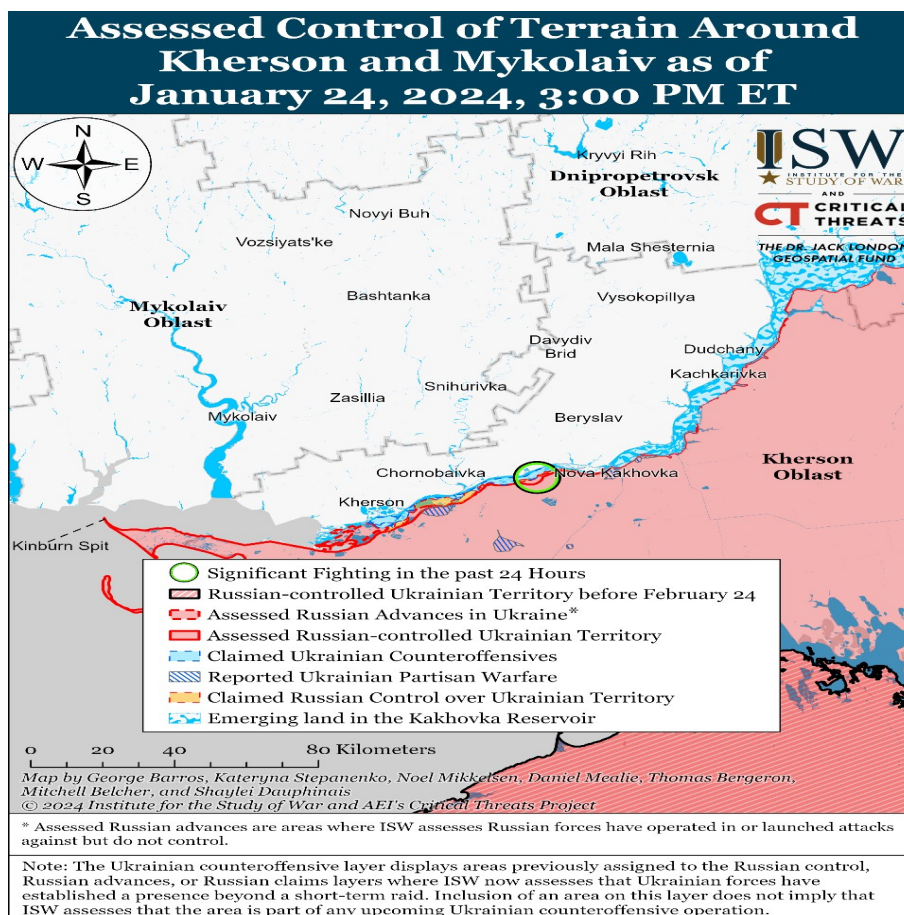 Assessed Control of Terrain Around
Kherson and Mykolaiv as of
January 24, 2024, 3:00 PM ET
N
W E
S
ISW
INSTITUTE FOR THE
STUDY OF WAR
AND
CT CRITICAL
THREATS
THE DR. JACK LONDON
GEOSPATIAL FUND
Kryvyi Rih
Dnipropetrovsk
Oblast
Novyi Buh
Vozsiyats'ke
Mala Shesternia
Bashtanka
Vysokopillya
Mykolaiv
Oblast
Davydiv
Brid
Dudchany
Kachkarivka
Snihurivka
Zasillia
Mykolaiv
Beryslav
Kherson
Oblast
Chornobaivka
Nova Kakhovka
Kherson
Kinburn Spit
Significant Fighting in the past 24 Hours
Russian-controlled Ukrainian Territory before February 24
Assessed Russian Advances in Ukraine*
Assessed Russian-controlled Ukrainian Territory
Claimed Ukrainian Counteroffensives
Reported Ukrainian Partisan Warfare
Claimed Russian Control over Ukrainian Territory
Emerging land in the Kakhovka Reservoir
0 20 40 80 Kilometers
Map by George Barros, Kateryna Stepanenko, Noel Mikkelsen, Daniel Mealie, Thomas Bergeron,
Mitchell Belcher, and Shaylei Dauphinais
© 2024 Institute for the Study of War and AEI's Critical Threats Project
* Assessed Russian advances are areas where ISW assesses Russian forces have operated in or launched attacks
against but do not control.
Note: The Ukrainian counteroffensive layer displays areas previously assigned to the Russian control,
Russian advances, or Russian claims layers where ISW now assesses that Ukrainian forces have
established a presence beyond a short-term raid. Inclusion of an area on this layer does not imply that
ISW assesses that the area is part of any upcoming Ukrainian counteroffensive operation.